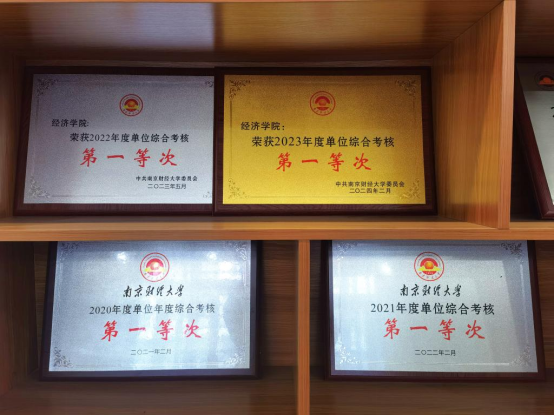 经济学院:
荣获2022年度单位综合考核
第一等次
中共南京财经大学委员会
二〇二三年五月
经济学院:
荣获2023年度单位综合考核
第一等次
中共南京财经大学委员会
二〇二四年二月
南京财经大学
2020年度单位年度综合考核
第一等次
二〇二一年二月
南京财经大学
2021年度单位综合考核
第一等次
二〇二二年二月